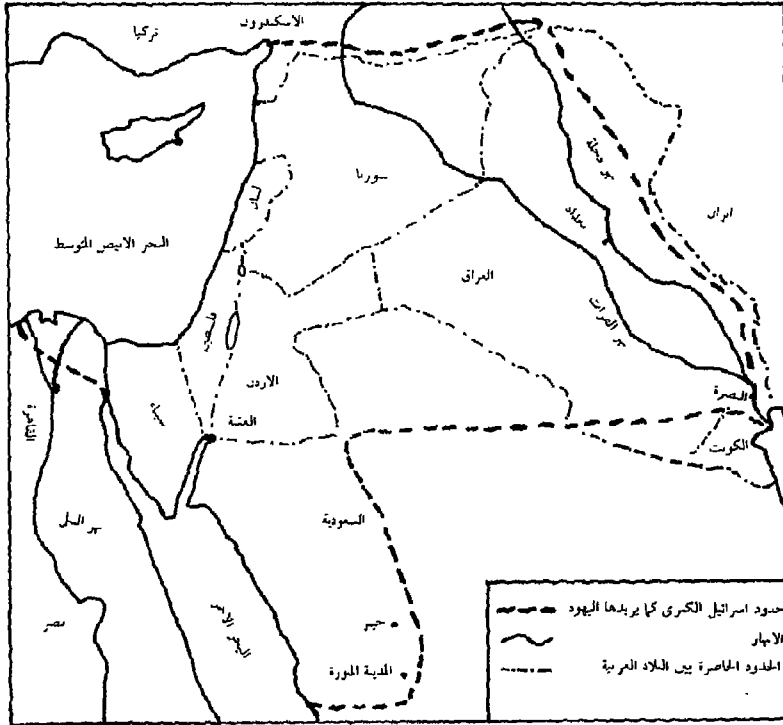 الاسكندرون
تركيا
سوريا
لبنان
نهر دجلة
ايران
بغداد
البحر الابيض المتوسط
العراق
نهر الفرات
فلسطين
الاردن
العقبة
سيناء
القاهرة
البصرة
الكويت
السعودية
نهر النيل
خيبر
المدينة المنورة
البحر الاحمر
مصر
حدود اسرائيل الكبرى كما يريدها اليهود
الانهار
الحدود الحاضرة بين البلاد العربية